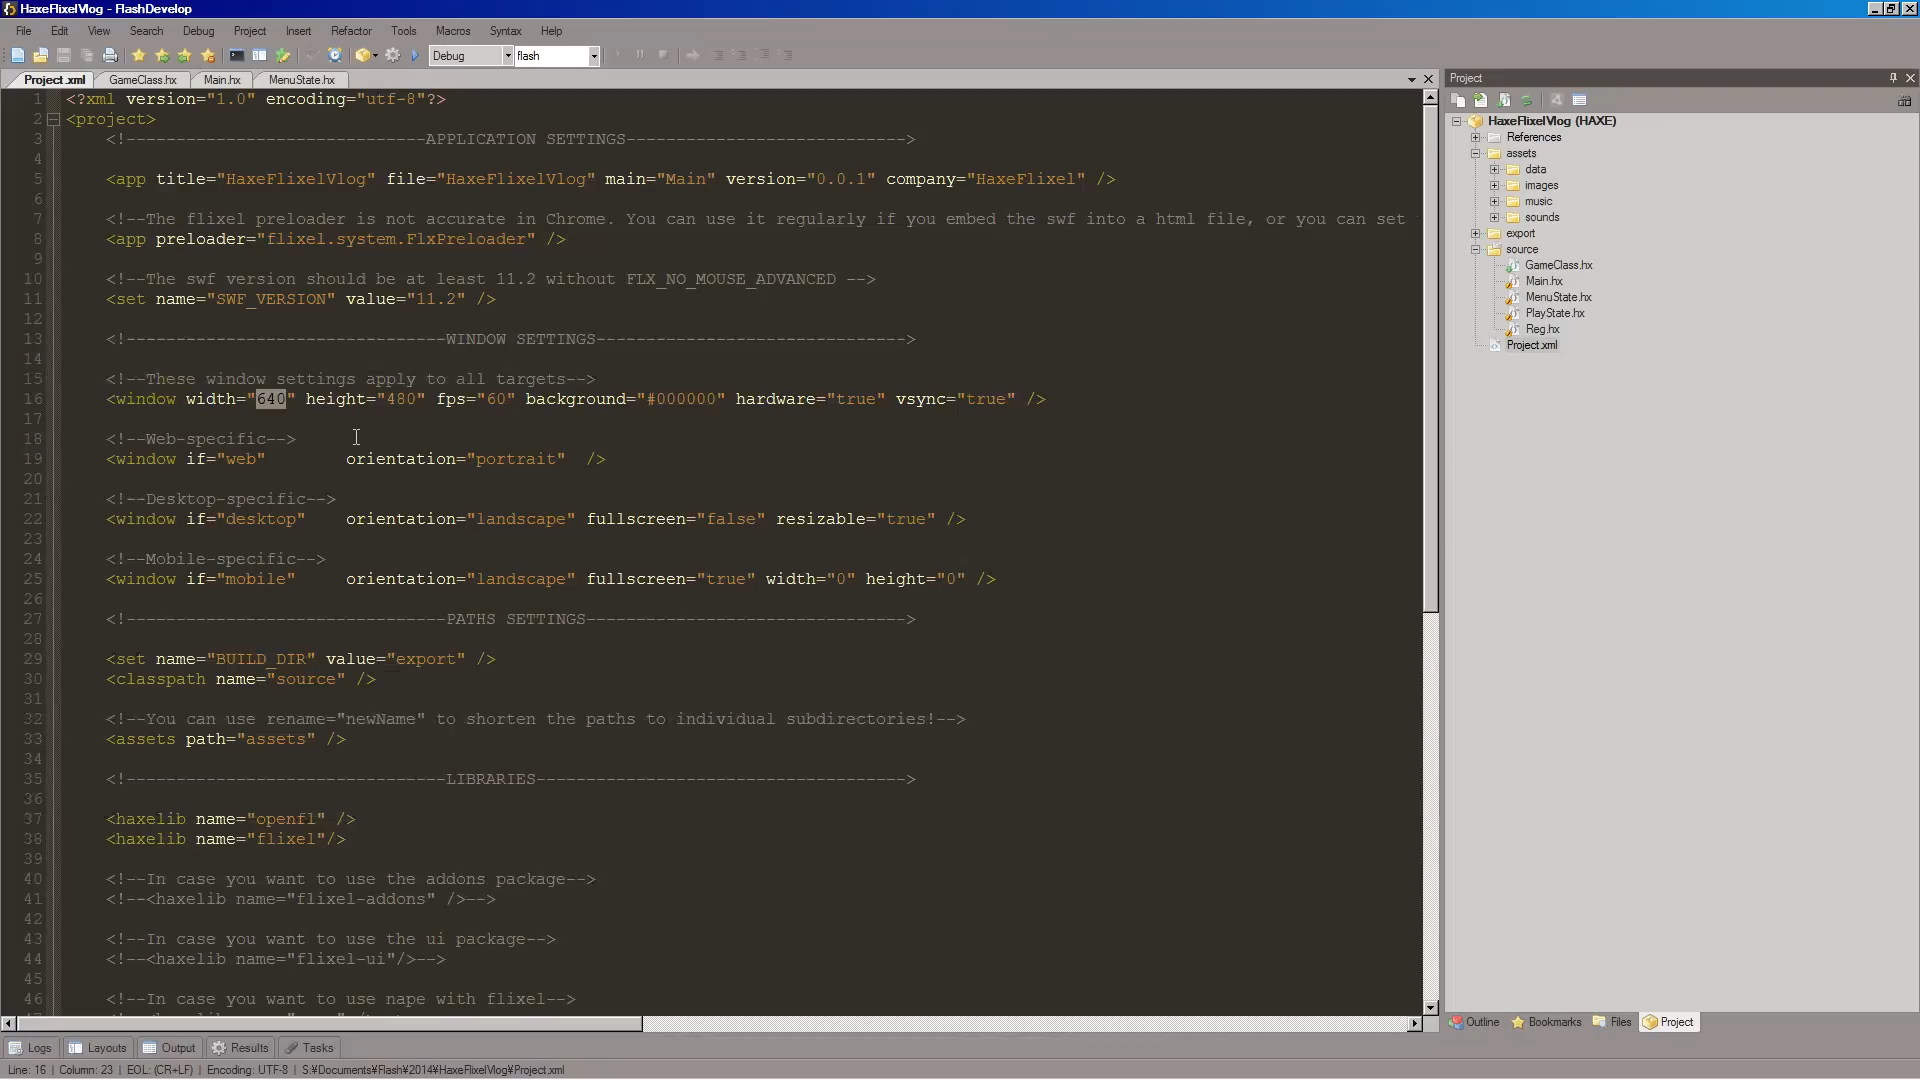 HaxeFlixelVlog - FlashDevelop
File Edit View Search Debug Project Insert Refactor Tools Macros Syntax Help
Debug flash
Project.xml GameClass.hx Main.hx MenuState.hx
1 <?xml version="1.0" encoding="utf-8"?>
2 <project>
3 <!------------------------------APPLICATION SETTINGS---------------------------->
4
5 <app title="HaxeFlixelVlog" file="HaxeFlixelVlog" main="Main" version="0.0.1" company="HaxeFlixel" />
6
7 <!--The flixel preloader is not accurate in Chrome. You can use it regularly if you embed the swf into a html file, or you can set
8 <app preloader="flixel.system.FlxPreloader" />
9
10 <!--The swf version should be at least 11.2 without FLX_NO_MOUSE_ADVANCED -->
11 <set name="SWF_VERSION" value="11.2" />
12
13 <!--------------------------------WINDOW SETTINGS------------------------------->
14
15 <!--These window settings apply to all targets-->
16 <window width="640" height="480" fps="60" background="#000000" hardware="true" vsync="true" />
17
18 <!--Web-specific-->
19 <window if="web" orientation="portrait" />
20
21 <!--Desktop-specific-->
22 <window if="desktop" orientation="landscape" fullscreen="false" resizable="true" />
23
24 <!--Mobile-specific-->
25 <window if="mobile" orientation="landscape" fullscreen="true" width="0" height="0" />
26
27 <!--------------------------------PATHS SETTINGS-------------------------------->
28
29 <set name="BUILD_DIR" value="export" />
30 <classpath name="source" />
31
32 <!--You can use rename="newName" to shorten the paths to individual subdirectories!-->
33 <assets path="assets" />
34
35 <!--------------------------------LIBRARIES------------------------------------->
36
37 <haxelib name="openfl" />
38 <haxelib name="flixel"/>
39
40 <!--In case you want to use the addons package-->
41 <!--<haxelib name="flixel-addons" />-->
42
43 <!--In case you want to use the ui package-->
44 <!--<haxelib name="flixel-ui"/>-->
45
46 <!--In case you want to use nape with flixel-->
Project
HaxeFlixelVlog (HAXE)
References
assets
data
images
music
sounds
export
source
GameClass.hx
Main.hx
MenuState.hx
PlayState.hx
Reg.hx
Project.xml
Outline Bookmarks Files Project
Logs Layouts Output Results Tasks
Line: 16 | Column: 23 | EOL: (CR+LF) | Encoding: UTF-8 | S:¥Documents¥Flash¥2014¥HaxeFlixelVlog¥Project.xml